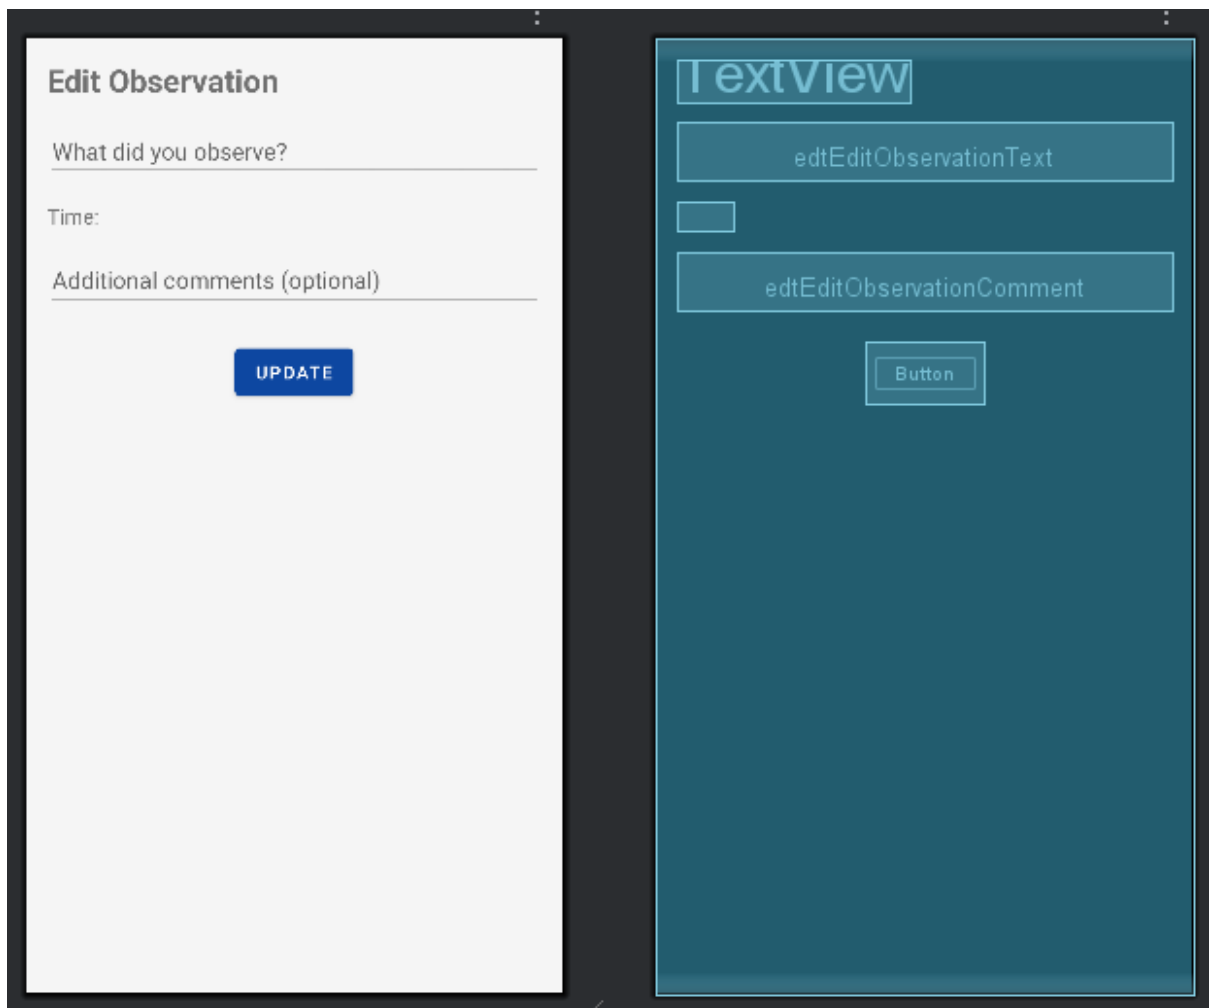 Edit Observation
What did you observe?
Time:
Additional comments (optional)
UPDATE
TextView
edtEditObservationText
edtEditObservationComment
Button